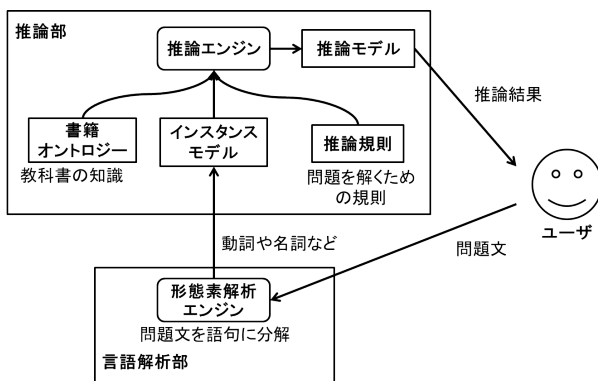 推論部
推論エンジン
推論モデル
推論結果
書籍
オントロジー
教科書の知識
インスタンス
モデル
推論規則
問題を解くため
の規則
ユーザ
動詞や名詞など
問題文
形態素解析
エンジン
問題文を語句に分解
言語解析部